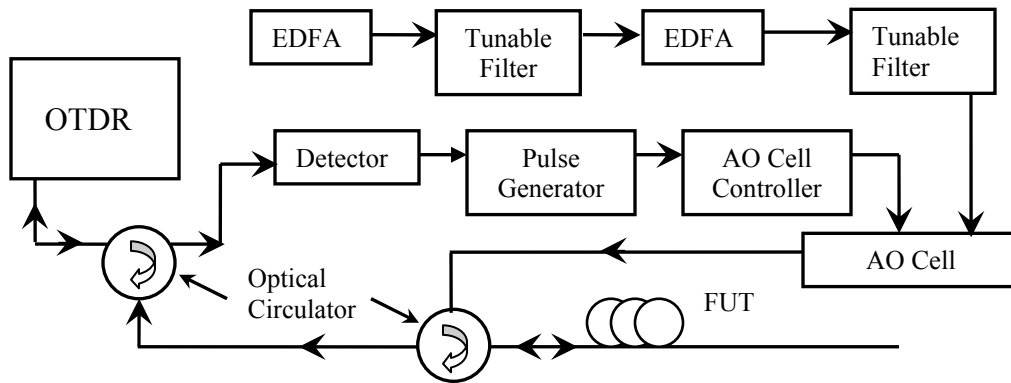 EDFA
Tunable
Filter
EDFA
Tunable
Filter
OTDR
Detector
Pulse
Generator
AO Cell
Controller
AO Cell
Optical
Circulator
FUT